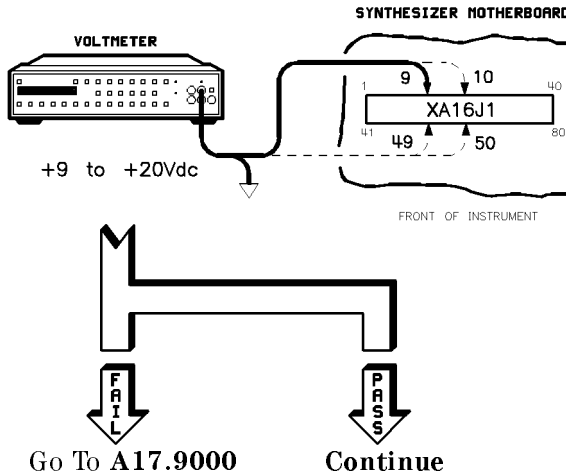 SYNTHESIZER MOTHERBOARD
VOLTMETER
9 10
1 40
XA16J1
41 80
49 50
+9 to +20Vdc
FRONT OF INSTRUMENT
FAIL PASS
Go To A17.9000 Continue